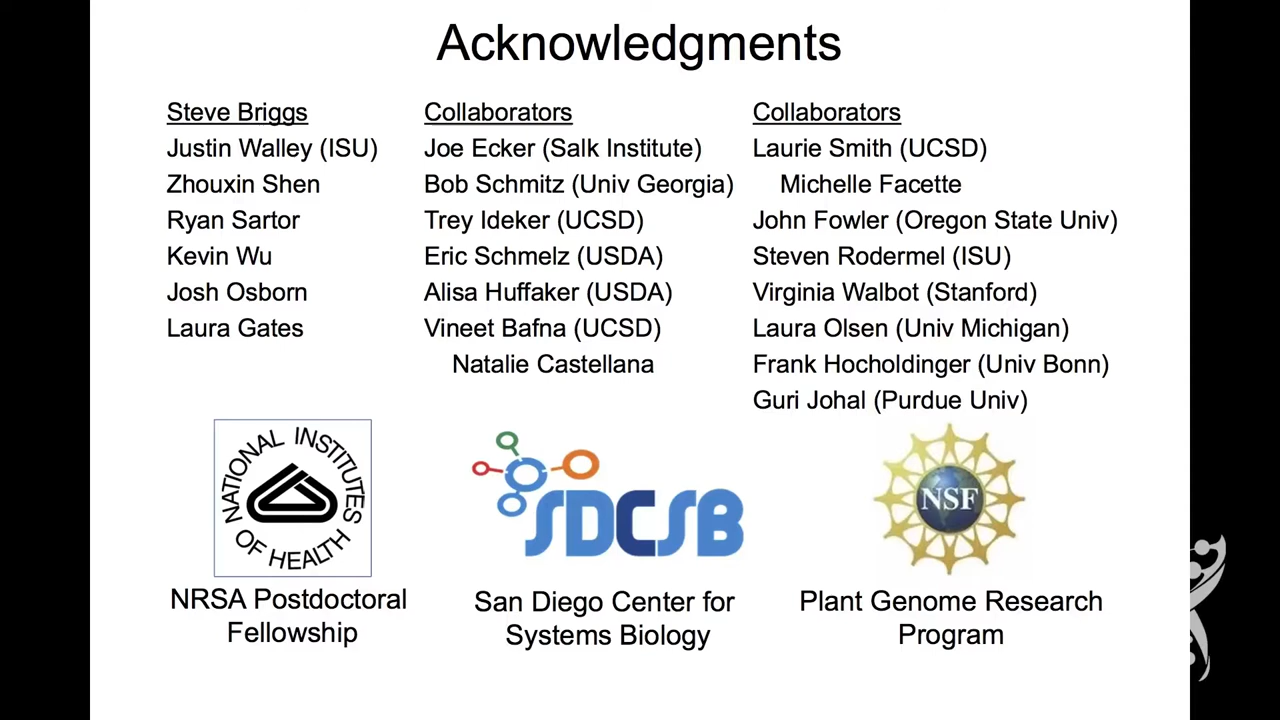 Acknowledgments
Steve Briggs
Justin Walley (ISU)
Zhouxin Shen
Ryan Sartor
Kevin Wu
Josh Osborn
Laura Gates
Collaborators
Joe Ecker (Salk Institute)
Bob Schmitz (Univ Georgia)
Trey Ideker (UCSD)
Eric Schmelz (USDA)
Alisa Huffaker (USDA)
Vineet Bafna (UCSD)
Natalie Castellana
Collaborators
Laurie Smith (UCSD)
Michelle Facette
John Fowler (Oregon State Univ)
Steven Rodermel (ISU)
Virginia Walbot (Stanford)
Laura Olsen (Univ Michigan)
Frank Hocholdinger (Univ Bonn)
Guri Johal (Purdue Univ)
NATIONAL INSTITUTES
OF HEALTH
NRSA Postdoctoral
Fellowship
SDCSB
San Diego Center for
Systems Biology
NSF
Plant Genome Research
Program